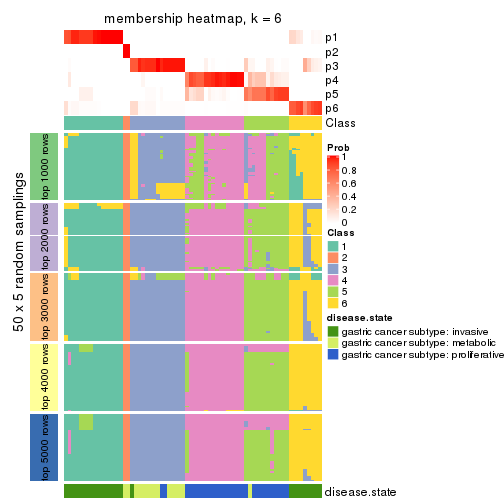 membership heatmap, k = 6
p1
p2
p3
p4
p5
p6
Class
50 x 5 random samplings
top 1000 rows
top 2000 rows
top 3000 rows
top 4000 rows
top 5000 rows
disease.state
Prob
1
0.8
0.6
0.4
0.2
0
Class
1
2
3
4
5
6
disease.state
gastric cancer subtype: invasive
gastric cancer subtype: metabolic
gastric cancer subtype: proliferative